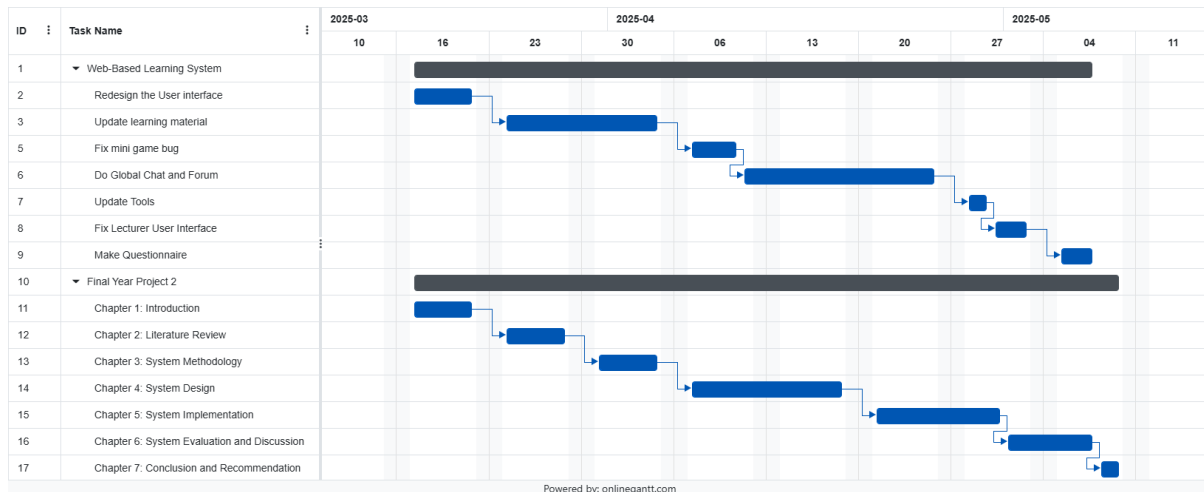 ID Task Name 2025-03 2025-04 2025-05
10 16 23 30 06 13 20 27 04 11
1 Web-Based Learning System
2 Redesign the User interface
3 Update learning material
5 Fix mini game bug
6 Do Global Chat and Forum
7 Update Tools
8 Fix Lecturer User Interface
9 Make Questionnaire
10 Final Year Project 2
11 Chapter 1: Introduction
12 Chapter 2: Literature Review
13 Chapter 3: System Methodology
14 Chapter 4: System Design
15 Chapter 5: System Implementation
16 Chapter 6: System Evaluation and Discussion
17 Chapter 7: Conclusion and Recommendation
Powered by: onlinegantt.com